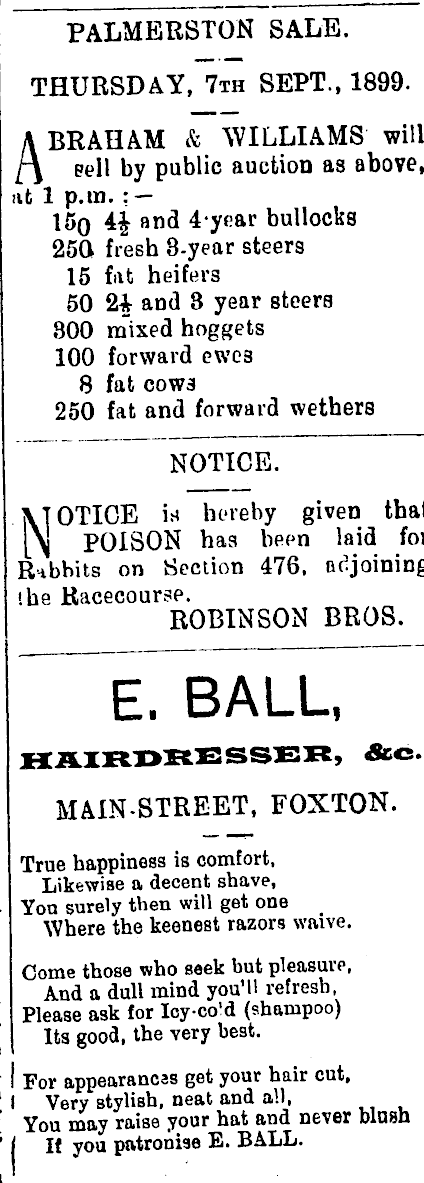 PALMERSTON SALE.
THURSDAY, 7TH SEPT., 1899.
ABRAHAM & WILLIAMS will
sell by public auction as above,
at 1 p.m. :—
150 4½ and 4-year bullocks
250 fresh 3-year steers
15 fat heifers
50 2½ and 3 year steers
300 mixed hoggets
100 forward ewes
8 fat cows
250 fat and forward wethers
NOTICE.
NOTICE is hereby given that
POISON has been laid for
Rabbits on Section 476, adjoining
the Racecourse.
ROBINSON BROS.
E. BALL,
HAIRDRESSER, &c.
MAIN-STREET, FOXTON.
True happiness is comfort,
Likewise a decent shave,
You surely then will get one
Where the keenest razors waive.
Come those who seek but pleasure,
And a dull mind you'll refresh,
Please ask for Icy-co'd (shampoo)
Its good, the very best.
For appearances get your hair cut,
Very stylish, neat and all,
You may raise your hat and never blush
If you patronise E. BALL.